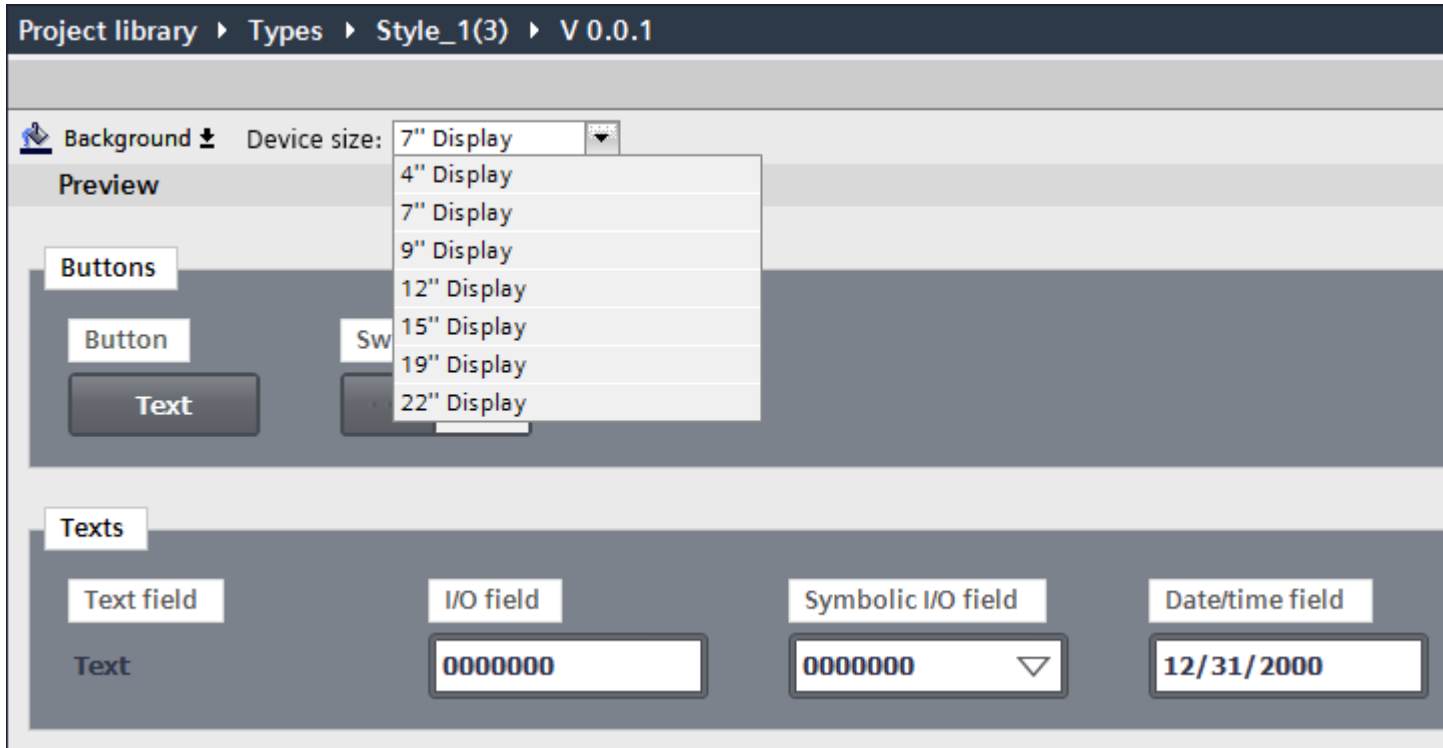 Project library ▸ Types ▸ Style_1(3) ▸ V 0.0.1
Background Device size: 7'' Display
Preview
4'' Display
7'' Display
9'' Display
12'' Display
15'' Display
19'' Display
22'' Display
Buttons
Button Sw
Text
Texts
Text field I/O field Symbolic I/O field Date/time field
Text 0000000 0000000 12/31/2000